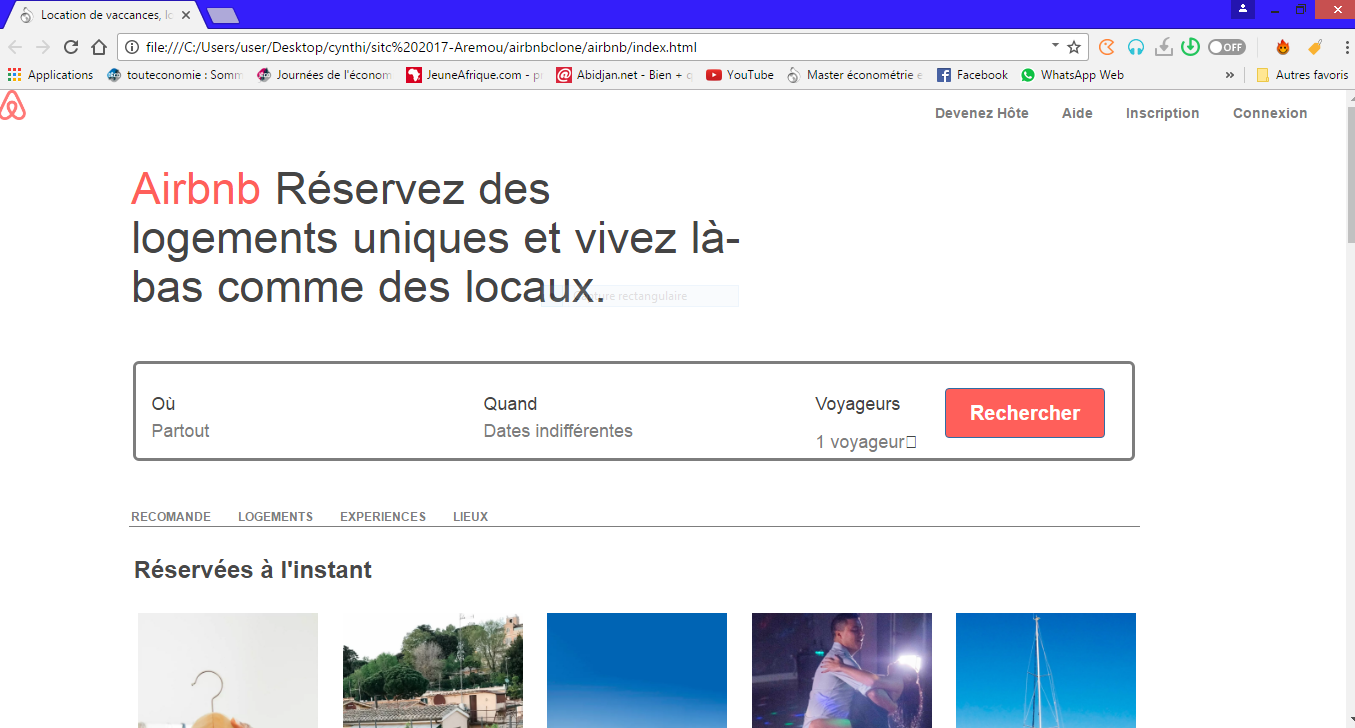 Location de vaccances, lo
file:///C:/Users/user/Desktop/cynthi/sitc%202017-Aremou/airbnbclone/airbnb/index.html
OFF
Applications
touteconomie : Somm
Journées de l'éconon
JeuneAfrique.com - p
Abidjan.net - Bien + q
YouTube
Master économétrie e
Facebook
WhatsApp Web
»
Autres favoris
Devenez Hôte
Aide
Inscription
Connexion
Airbnb Réservez des
logements uniques et vivez là-
bas comme des locaux.
rectangulaire
Où
Quand
Voyageurs
Rechercher
Partout
Dates indifférentes
1 voyageur
RECOMANDE
LOGEMENTS
EXPERIENCES
LIEUX
Réservées à l'instant